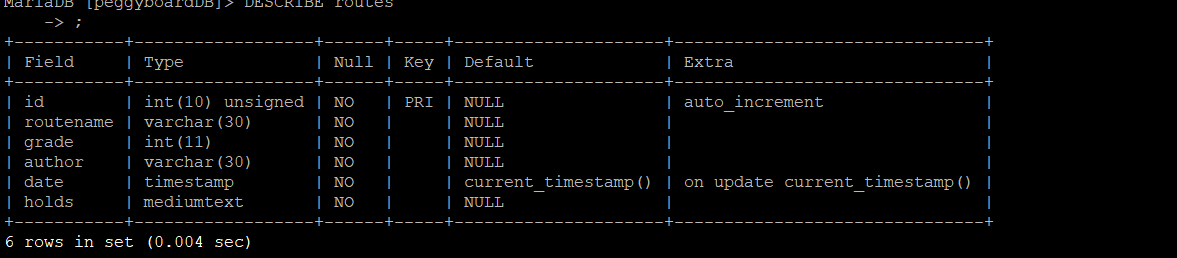 MariaDB [peggyboardDB]> DESCRIBE routes
    -> ;
+-----------+------------------+------+-----+---------------------+-------------------------------+
| Field     | Type             | Null | Key | Default             | Extra                         |
+-----------+------------------+------+-----+---------------------+-------------------------------+
| id        | int(10) unsigned | NO   | PRI | NULL                | auto_increment                |
| routename | varchar(30)      | NO   |     | NULL                |                               |
| grade     | int(11)          | NO   |     | NULL                |                               |
| author    | varchar(30)      | NO   |     | NULL                |                               |
| date      | timestamp        | NO   |     | current_timestamp() | on update current_timestamp() |
| holds     | mediumtext       | NO   |     | NULL                |                               |
+-----------+------------------+------+-----+---------------------+-------------------------------+
6 rows in set (0.004 sec)